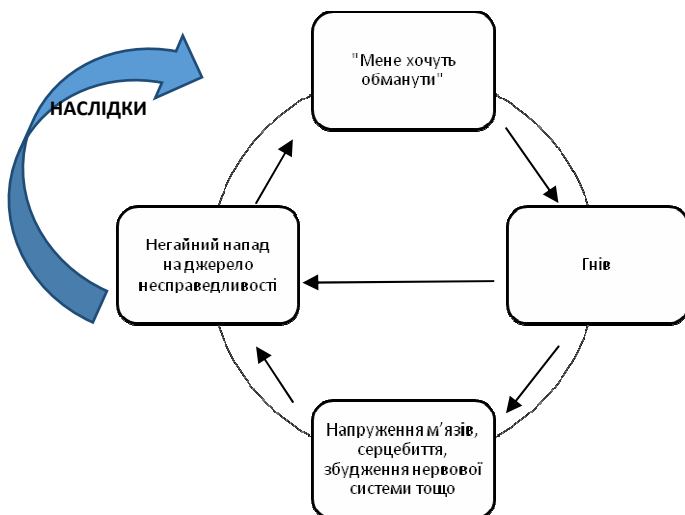 "Мене хочуть
обманути"
НАСЛІДКИ
Негайний напад
на джерело
несправедливості
Гнів
Напруження м’язів,
серцебиття,
збудження нервової
системи тощо